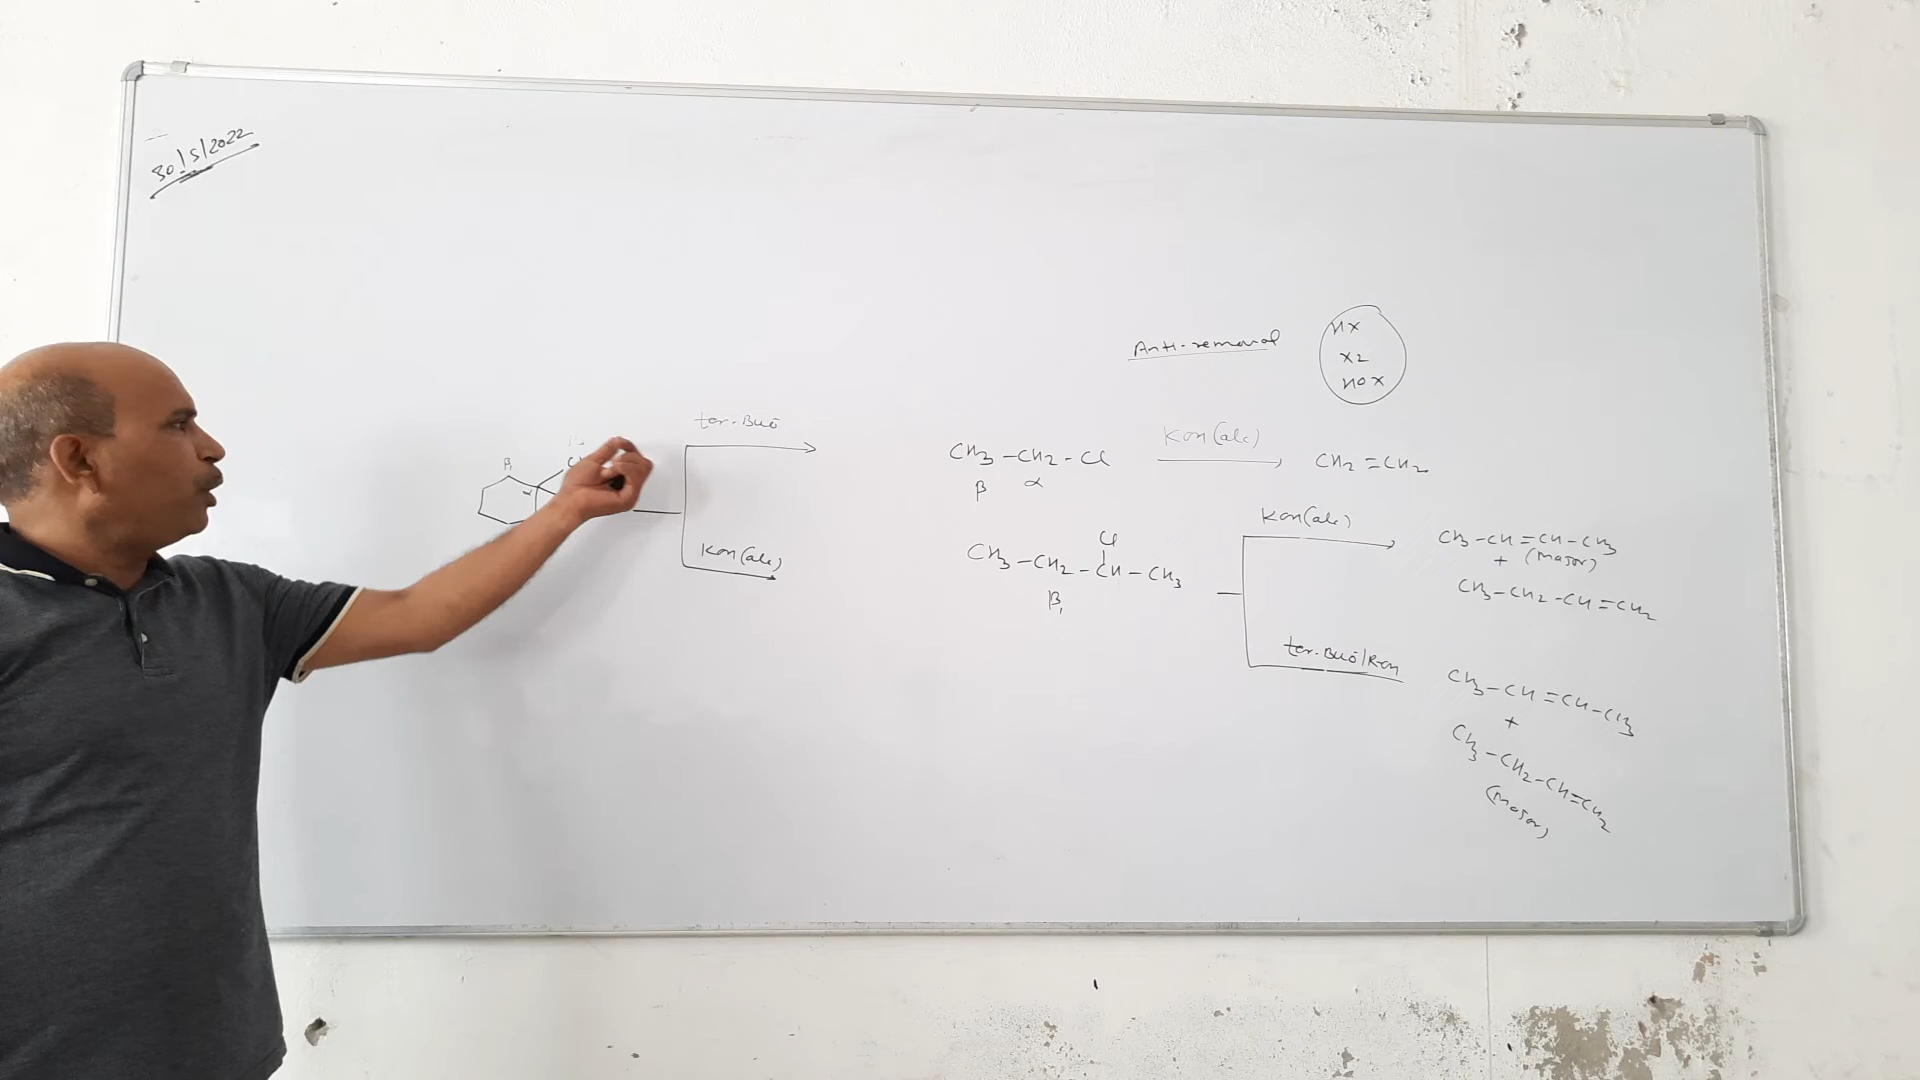 30/5/2022
Anti-removal
HX
X2
HOX
ter-BuO
β1
α
KOH(alc)
CH3-CH2-Cl
β α
KOH(alc)
CH2=CH2
Cl
CH3-CH2-CH-CH3
β1
KOH(alc)
CH3-CH=CH-CH3
+ (Major)
CH3-CH2-CH=CH2
ter-BuO/ROH
CH3-CH=CH-CH3
+
CH3-CH2-CH=CH2
(Major)